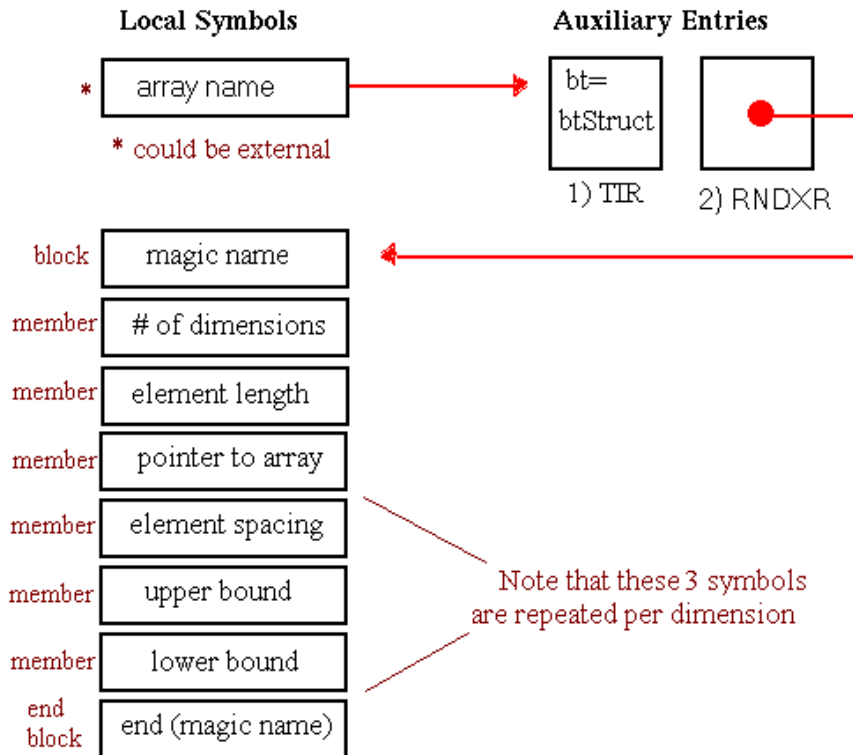 Local Symbols
Auxiliary Entries
* array name
* could be external
bt=
btStruct
1) TIR
2) RNDXR
block magic name
member # of dimensions
member element length
member pointer to array
member element spacing
member upper bound
member lower bound
end
block end (magic name)
Note that these 3 symbols
are repeated per dimension